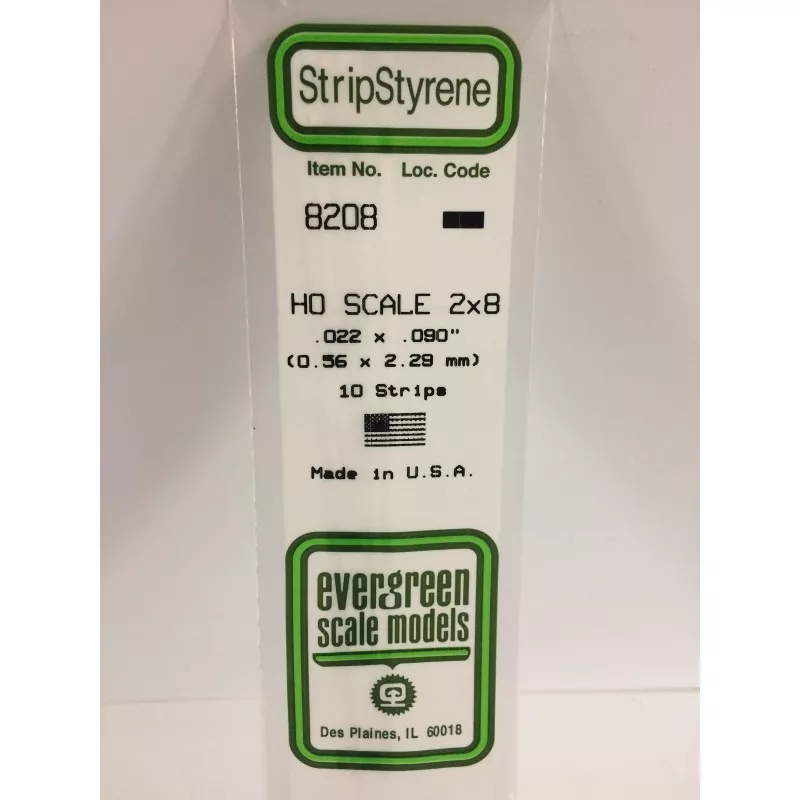 StripStyrene
Item No. Loc. Code
8208
HO SCALE 2x8
.022 x .090"
(0.56 x 2.29 mm)
10 Strips
Made in U.S.A.
evergreen
scale models
Des Plaines, IL 60018